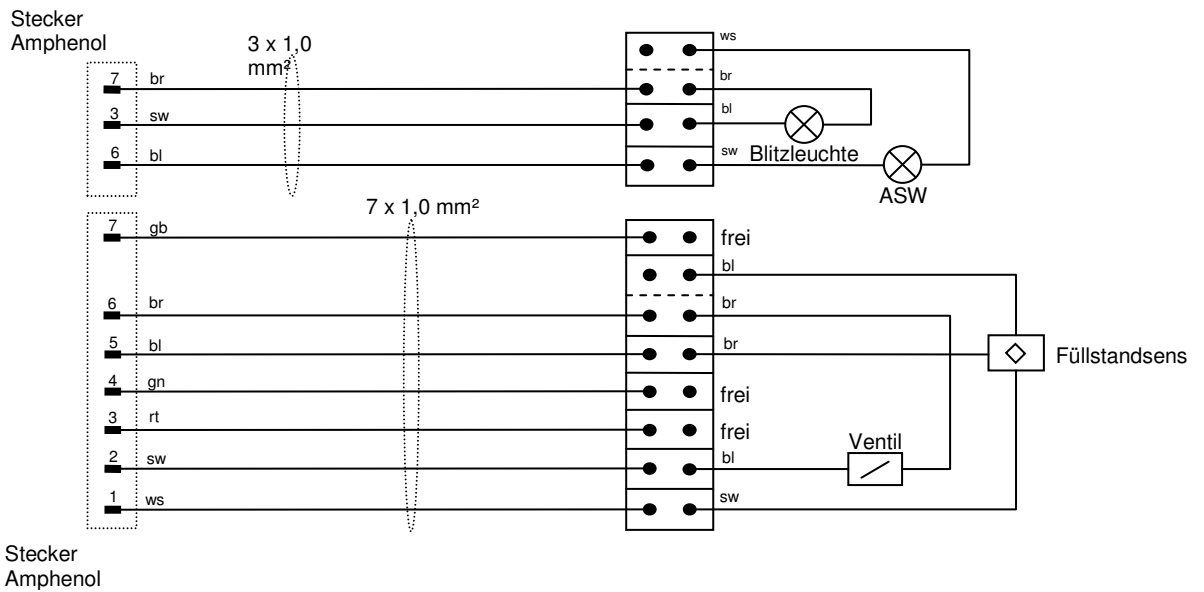 Stecker
Amphenol
3 x 1,0
mm²
7 br
3 sw
6 bl
ws
br
bl
Blitzleuchte
sw
ASW
7 x 1,0 mm²
7 gb
frei
bl
6 br
br
5 bl
br
Füllstandsens
4 gn
frei
3 rt
frei
Ventil
2 sw
bl
1 ws
sw
Stecker
Amphenol